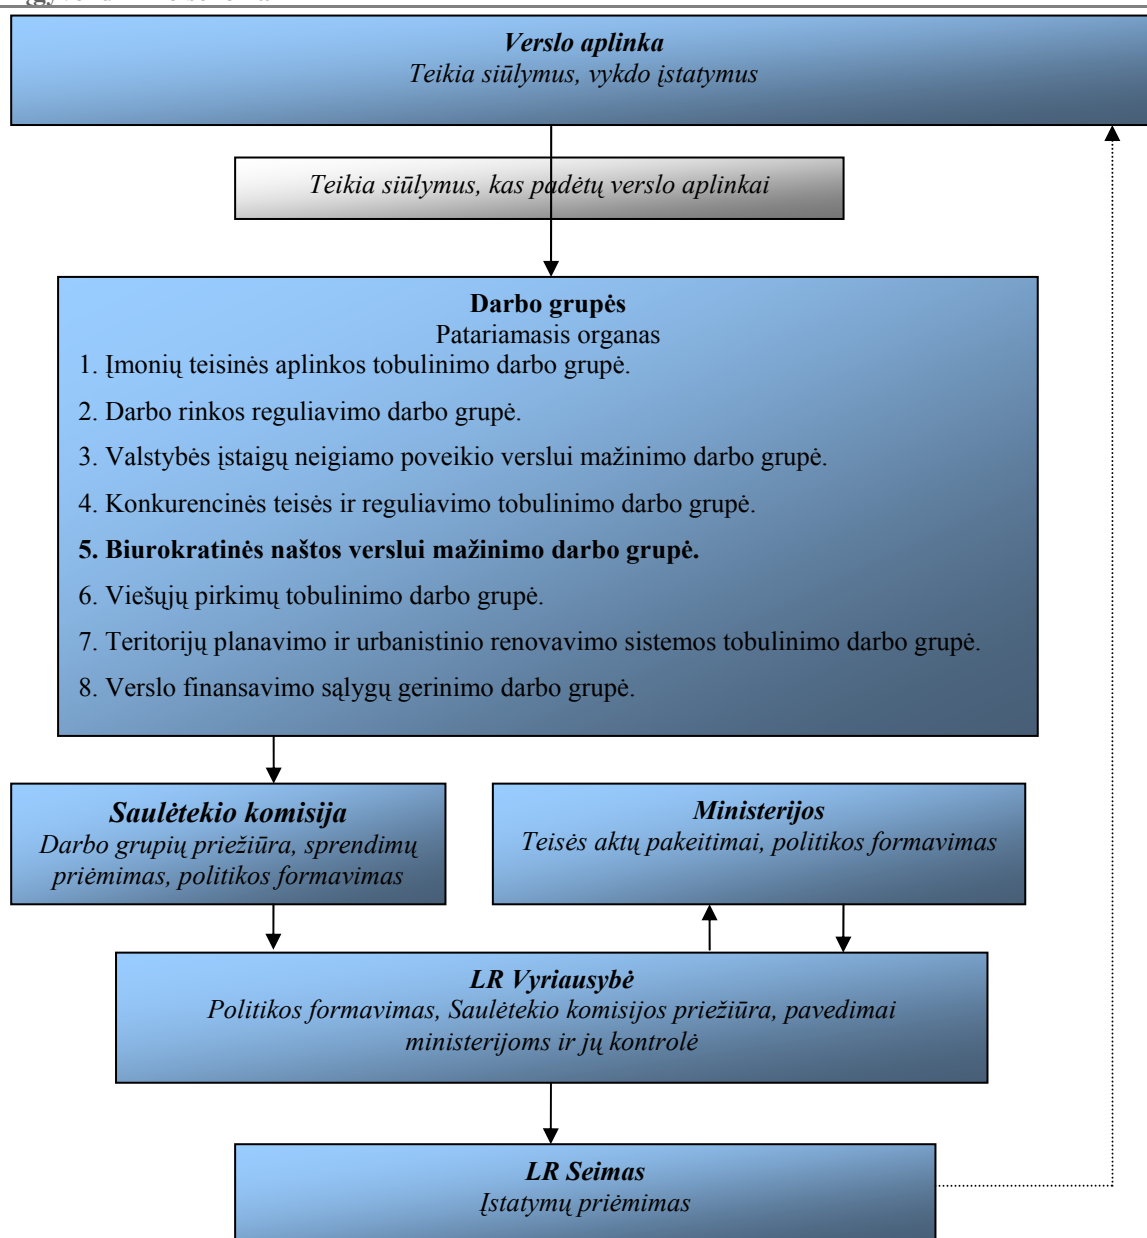 Verslo aplinka
Teikia siūlymus, vykdo įstatymus
Teikia siūlymus, kas padėtų verslo aplinkai
Darbo grupės
Patariamasis organas
1. Įmonių teisinės aplinkos tobulinimo darbo grupė.
2. Darbo rinkos reguliavimo darbo grupė.
3. Valstybės įstaigų neigiamo poveikio verslui mažinimo darbo grupė.
4. Konkurencinės teisės ir reguliavimo tobulinimo darbo grupė.
5. Biurokratinės naštos verslui mažinimo darbo grupė.
6. Viešųjų pirkimų tobulinimo darbo grupė.
7. Teritorijų planavimo ir urbanistinio renovavimo sistemos tobulinimo darbo grupė.
8. Verslo finansavimo sąlygų gerinimo darbo grupė.
Saulėtekio komisija
Darbo grupių priežiūra, sprendimų
priėmimas, politikos formavimas
Ministerijos
Teisės aktų pakeitimai, politikos formavimas
LR Vyriausybė
Politikos formavimas, Saulėtekio komisijos priežiūra, pavedimai
ministerijoms ir jų kontrolė
LR Seimas
Įstatymų priėmimas